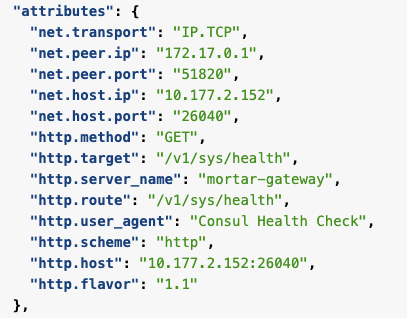 "attributes": {
"net.transport": "IP.TCP",
"net.peer.ip": "172.17.0.1",
"net.peer.port": "51820",
"net.host.ip": "10.177.2.152",
"net.host.port": "26040",
"http.method": "GET",
"http.target": "/v1/sys/health",
"http.server_name": "mortar-gateway",
"http.route": "/v1/sys/health",
"http.user_agent": "Consul Health Check",
"http.scheme": "http",
"http.host": "10.177.2.152:26040",
"http.flavor": "1.1"
},